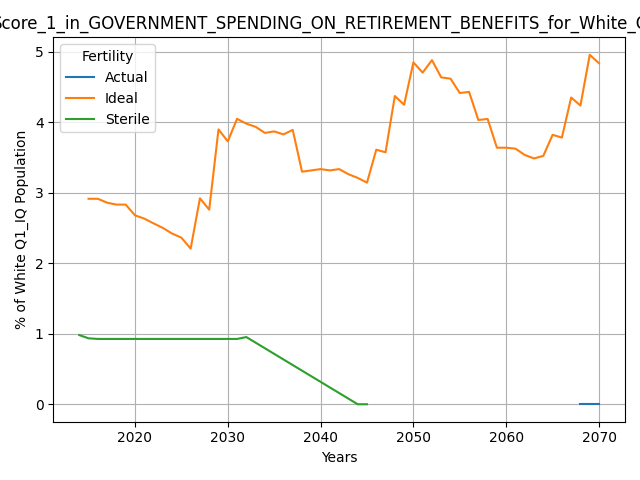 Score_1_in_GOVERNMENT_SPENDING_ON_RETIREMENT_BENEFITS_for_White_Q
Fertility
Actual
Ideal
Sterile
% of White Q1_IQ Population
5
4
3
2
1
0
2020 2030 2040 2050 2060 2070
Years